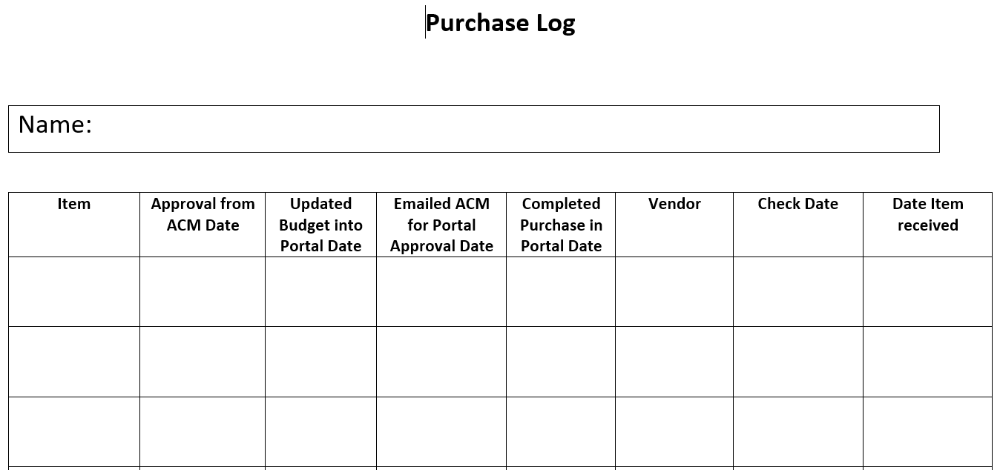 Purchase Log
Name:
Item
Approval from
ACM Date
Updated
Budget into
Portal Date
Emailed ACM
for Portal
Approval Date
Completed
Purchase in
Portal Date
Vendor
Check Date
Date Item
received